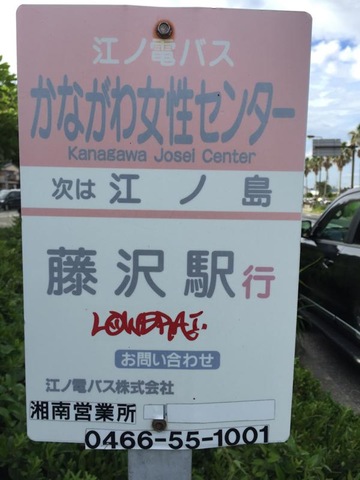 江ノ電バス
かながわ女性センター
Kanagawa Josei Center
次は 江ノ島
藤沢駅行
LOWERAI.
お問い合わせ
江ノ電バス株式会社
湘南営業所
0466-55-1001